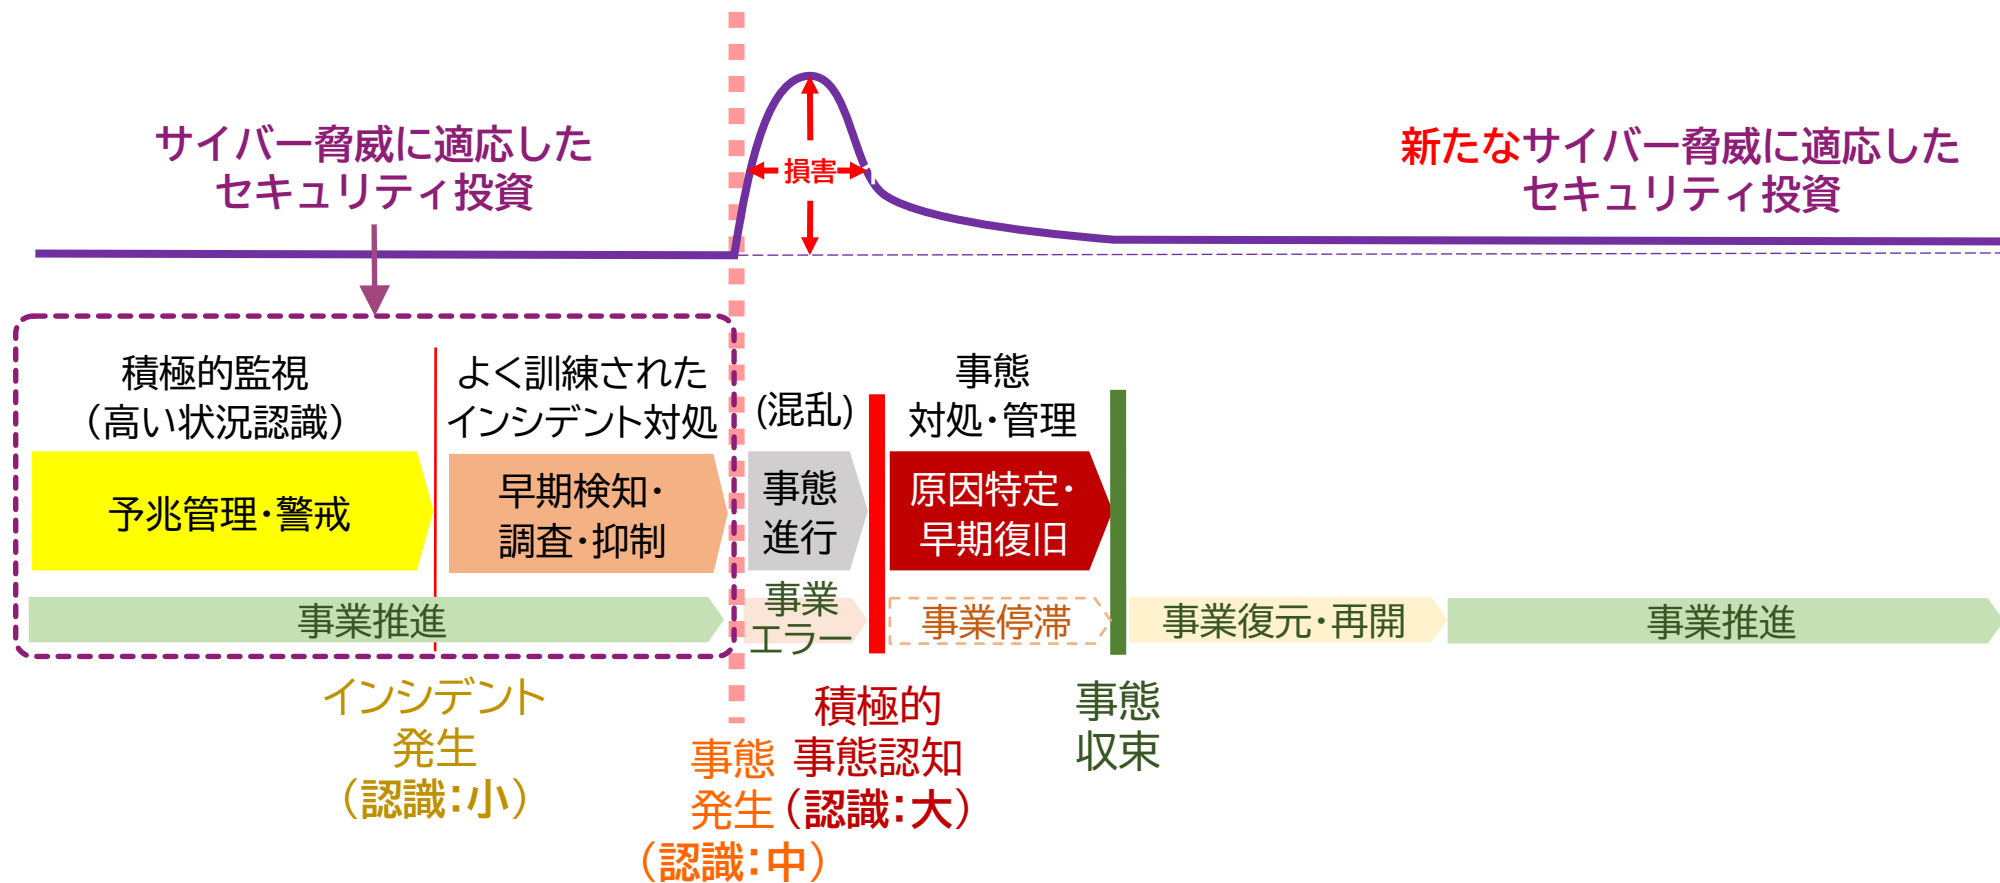 サイバー脅威に適応した
セキュリティ投資
損害
新たなサイバー脅威に適応した
セキュリティ投資
積極的監視
（高い状況認識）
よく訓練された
インシデント対処
(混乱)
事態
対処・管理
予兆管理・警戒
早期検知・
調査・抑制
事態
進行
原因特定・
早期復旧
事業推進
事業
エラー
事業停滞
事業復元・再開
事業推進
インシデント
発生
（認識：小）
事態
発生
（認識：中）
積極的
事態認知
（認識：大）
事態
収束